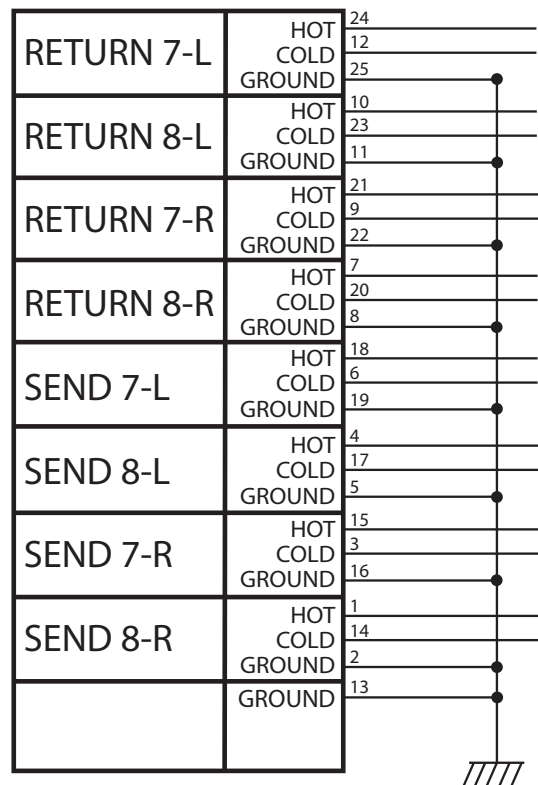 RETURN 7-L
HOT 24
COLD 12
GROUND 25
RETURN 8-L
HOT 10
COLD 23
GROUND 11
RETURN 7-R
HOT 21
COLD 9
GROUND 22
RETURN 8-R
HOT 7
COLD 20
GROUND 8
SEND 7-L
HOT 18
COLD 6
GROUND 19
SEND 8-L
HOT 4
COLD 17
GROUND 5
SEND 7-R
HOT 15
COLD 3
GROUND 16
SEND 8-R
HOT 1
COLD 14
GROUND 2
GROUND 13